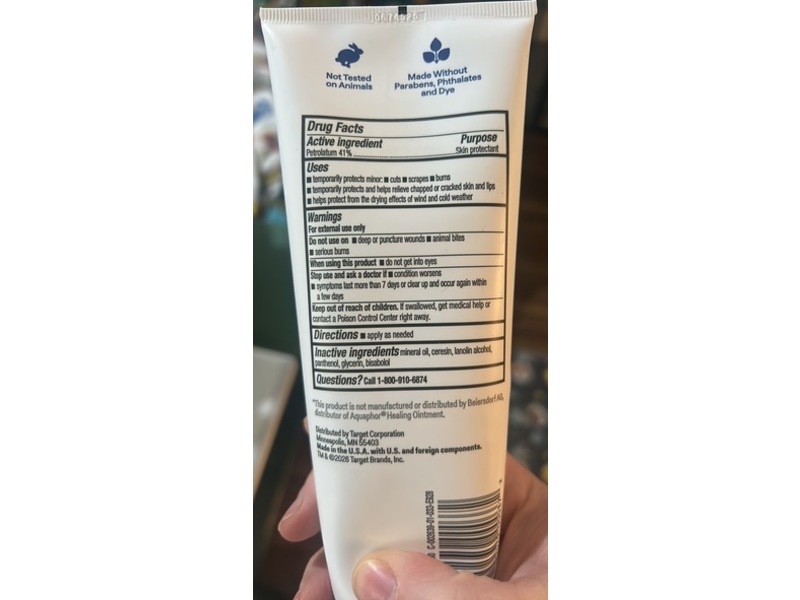 Not Tested
on Animals
Made Without
Parabens, Phthalates
and Dye
Drug Facts
Active ingredient Purpose
Petrolatum 41% Skin protectant
Uses
■ temporarily protects minor: ■ cuts ■ scrapes ■ burns
■ temporarily protects and helps relieve chapped or cracked skin and lips
■ helps protect from the drying effects of wind and cold weather
Warnings
For external use only
Do not use on ■ deep or puncture wounds ■ animal bites
■ serious burns
When using this product ■ do not get into eyes
Stop use and ask a doctor if ■ condition worsens
■ symptoms last more than 7 days or clear up and occur again within
a few days
Keep out of reach of children. If swallowed, get medical help or
contact a Poison Control Center right away.
Directions ■ apply as needed
Inactive ingredients mineral oil, ceresin, lanolin alcohol,
panthenol, glycerin, bisabolol
Questions? Call 1-800-910-6874
*This product is not manufactured or distributed by Beiersdorf AG,
distributor of Aquaphor® Healing Ointment.
Distributed by Target Corporation
Minneapolis, MN 55403
Made in the U.S.A. with U.S. and foreign components.
TM & ©2026 Target Brands, Inc.